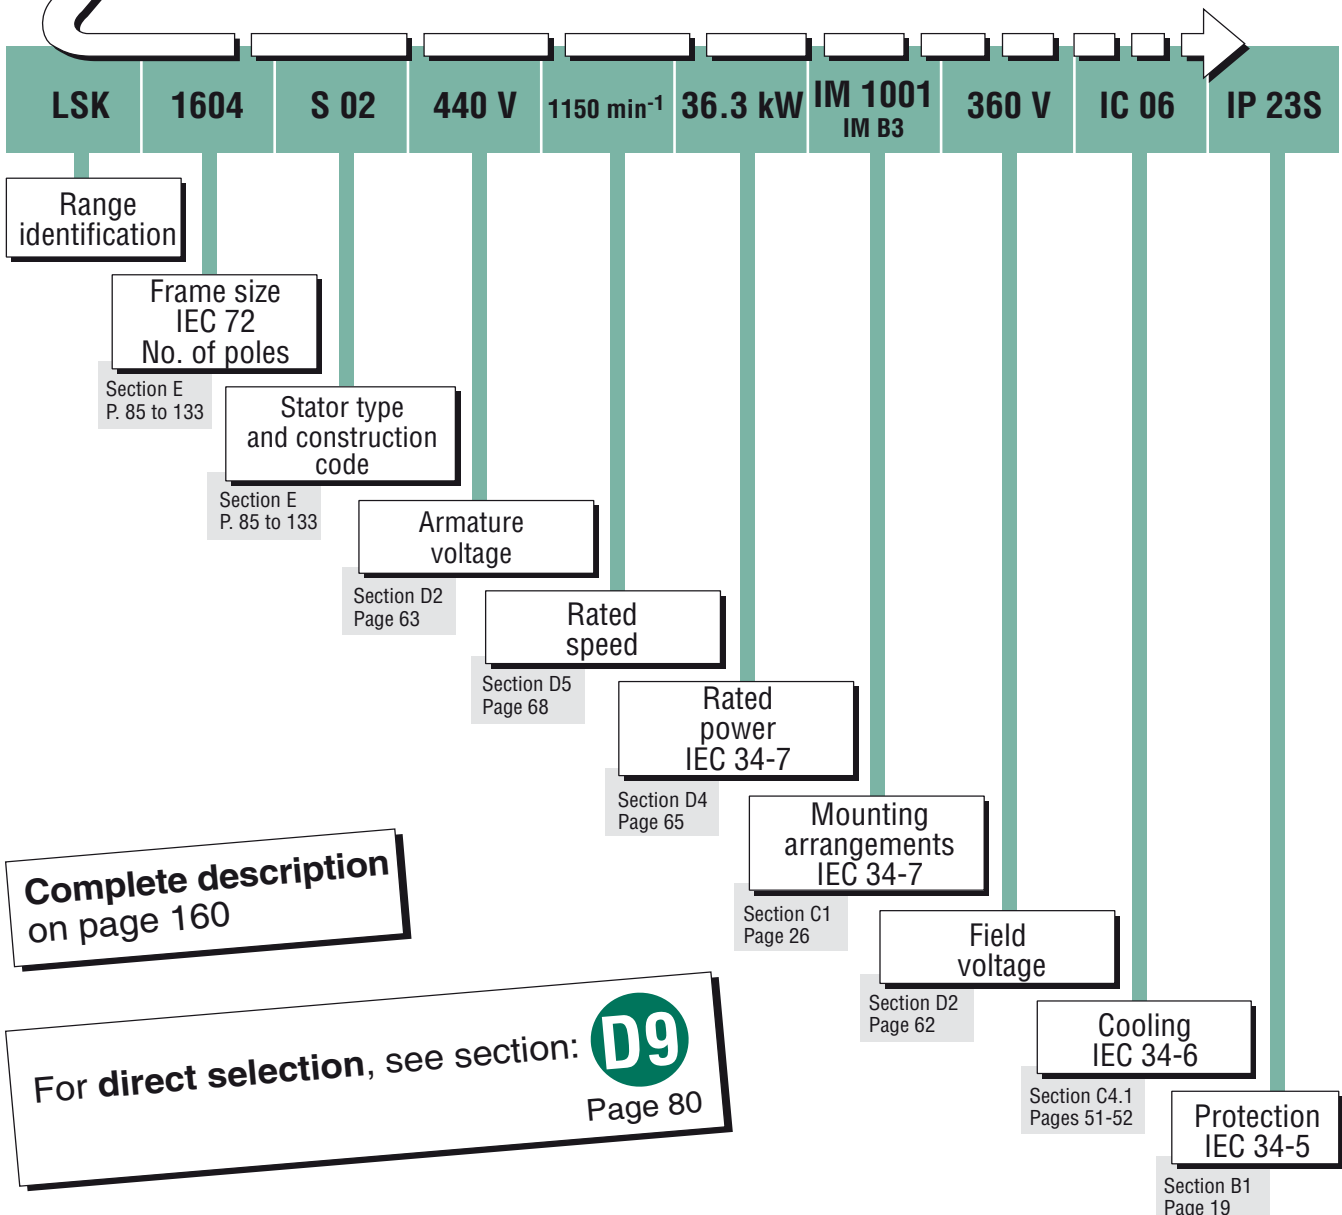 LSK
1604
S 02
440 V
1150 min-1
36.3 kW
IM 1001
IM B3
360 V
IC 06
IP 23S
Range
identification
Frame size
IEC 72
No. of poles
Section E
P. 85 to 133
Stator type
and construction
code
Section E
P. 85 to 133
Armature
voltage
Section D2
Page 63
Rated
speed
Section D5
Page 68
Rated
power
IEC 34-7
Section D4
Page 65
Mounting
arrangements
IEC 34-7
Section C1
Page 26
Field
voltage
Section D2
Page 62
Cooling
IEC 34-6
Section C4.1
Pages 51-52
Protection
IEC 34-5
Section B1
Page 19
Complete description
on page 160
For direct selection, see section: D9
Page 80